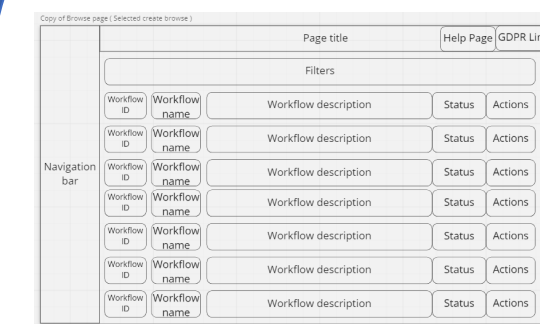 Copy of Browse page ( Selected create browse )
Page title
Help Page
GDPR Lin
Filters
Workflow ID Workflow name Workflow description Status Actions
Workflow ID Workflow name Workflow description Status Actions
Navigation bar
Workflow ID Workflow name Workflow description Status Actions
Workflow ID Workflow name Workflow description Status Actions
Workflow ID Workflow name Workflow description Status Actions
Workflow ID Workflow name Workflow description Status Actions
Workflow ID Workflow name Workflow description Status Actions